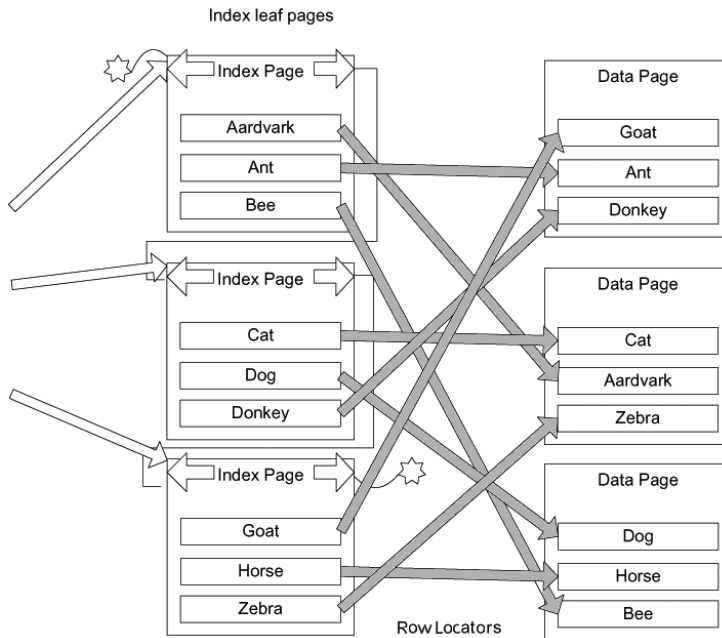 Index leaf pages
Index Page
Aardvark
Ant
Bee
Index Page
Cat
Dog
Donkey
Index Page
Goat
Horse
Zebra
Row Locators
Data Page
Goat
Ant
Donkey
Data Page
Cat
Aardvark
Zebra
Data Page
Dog
Horse
Bee